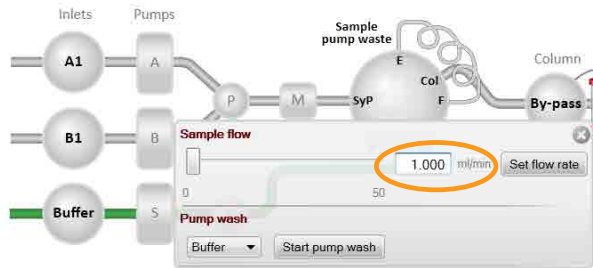 Inlets
Pumps
Sample
pump waste
Column
A1
A
E
Col
P
M
SyP
F
By-pass
B1
B
Sample flow
1.000
ml/min
Set flow rate
0
50
Buffer
S
Pump wash
Buffer
Start pump wash